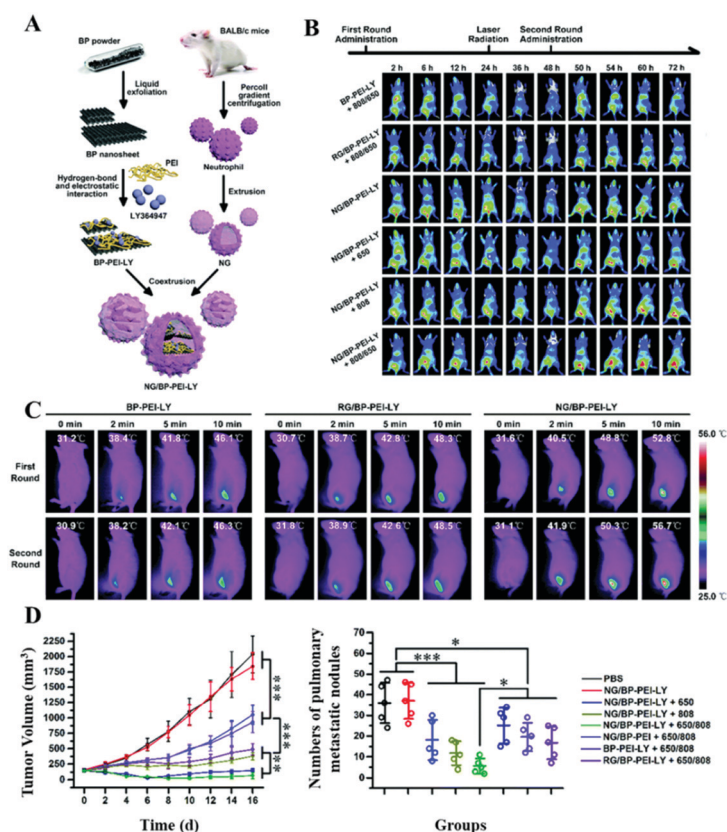 A
BP powder
BALB/c mice
Liquid
exfoliation
Percoll
gradient
centrifugation
BP nanosheet
Neutrophil
PEI
Hydrogen-bond
and electrostatic
interaction
LY364947
Extrusion
BP-PEI-LY
NG
Coextrusion
NG/BP-PEI-LY
B
First Round
Administration
Laser
Radiation
Second Round
Administration
2 h 6 h 12 h 24 h 36 h 48 h 50 h 54 h 60 h 72 h
BP-PEI-LY
+ 808/650
RG/BP-PEI-LY
+ 808/650
NG/BP-PEI-LY
NG/BP-PEI-LY
+ 650
NG/BP-PEI-LY
+ 808
NG/BP-PEI-LY
+ 808/650
C
BP-PEI-LY RG/BP-PEI-LY NG/BP-PEI-LY
0 min 2 min 5 min 10 min 0 min 2 min 5 min 10 min 0 min 2 min 5 min 10 min
First
Round
31.2℃ 38.4℃ 41.8℃ 46.1℃ 30.7℃ 38.7℃ 42.8℃ 48.3℃ 31.6℃ 40.5℃ 48.8℃ 52.8℃
Second
Round
30.9℃ 38.2℃ 42.1℃ 46.3℃ 31.8℃ 38.9℃ 42.6℃ 48.5℃ 31.1℃ 41.9℃ 50.3℃ 56.7℃
56.0℃
25.0 ℃
D
Tumor Volume (mm³)
2250
2000
1750
1500
1250
1000
750
500
250
0
0 2 4 6 8 10 12 14 16
Time (d)
***
***
**
Numbers of pulmonary
metastatic nodules
70
60
50
40
30
20
10
0
*
***
*
Groups
PBS
NG/BP-PEI-LY
NG/BP-PEI-LY + 650
NG/BP-PEI-LY + 808
NG/BP-PEI-LY + 650/808
NG/BP-PEI + 650/808
BP-PEI-LY + 650/808
RG/BP-PEI-LY + 650/808